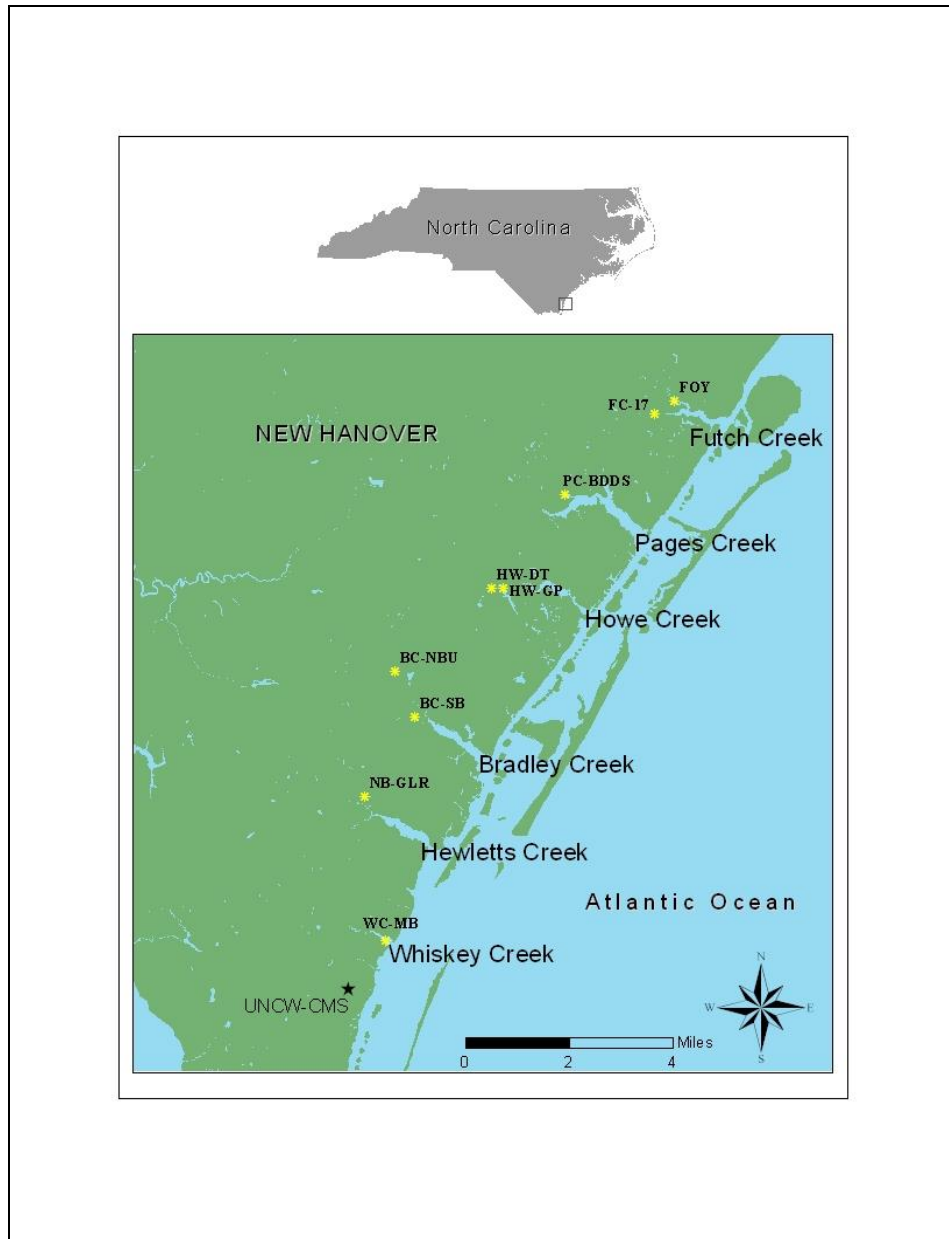 North Carolina
NEW HANOVER
FOY
FC-17
Futch Creek
PC-BDDS
Pages Creek
HW-DT
HW-GP
Howe Creek
BC-NBU
BC-SB
Bradley Creek
NB-GLR
Hewletts Creek
Atlantic Ocean
WC-MB
Whiskey Creek
UNCW-CMS
N
W
E
S
Miles
0 2 4